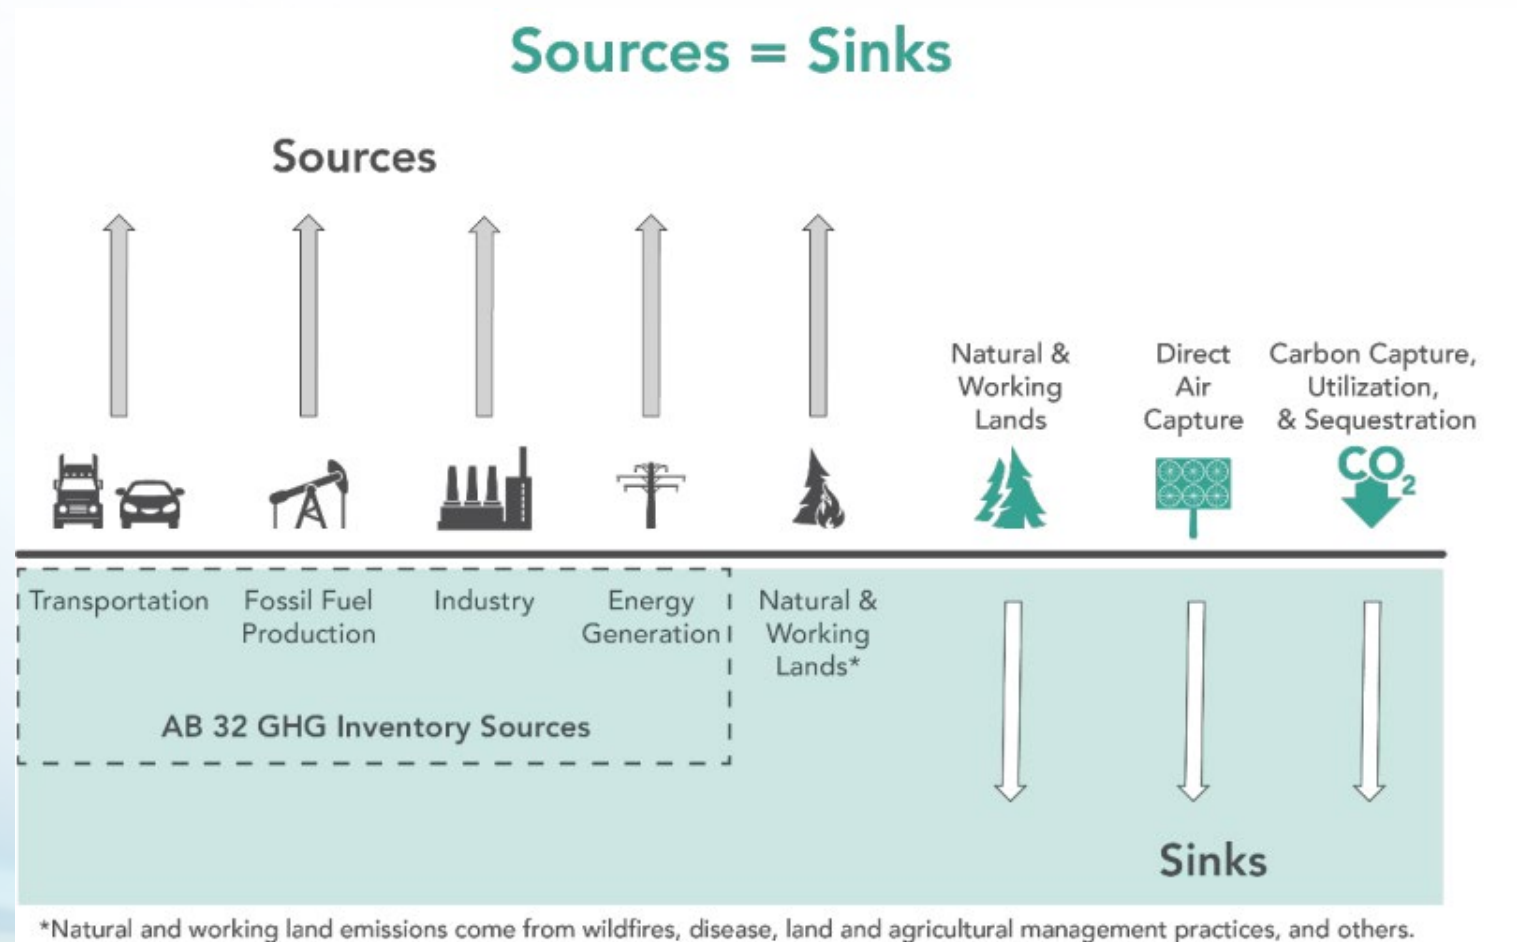 Sources = Sinks
Sources
Natural &
Working
Lands
Direct
Air
Capture
Carbon Capture,
Utilization,
& Sequestration
CO2
Transportation
Fossil Fuel
Production
Industry
Energy
Generation
Natural &
Working
Lands*
AB 32 GHG Inventory Sources
Sinks
*Natural and working land emissions come from wildfires, disease, land and agricultural management practices, and others.